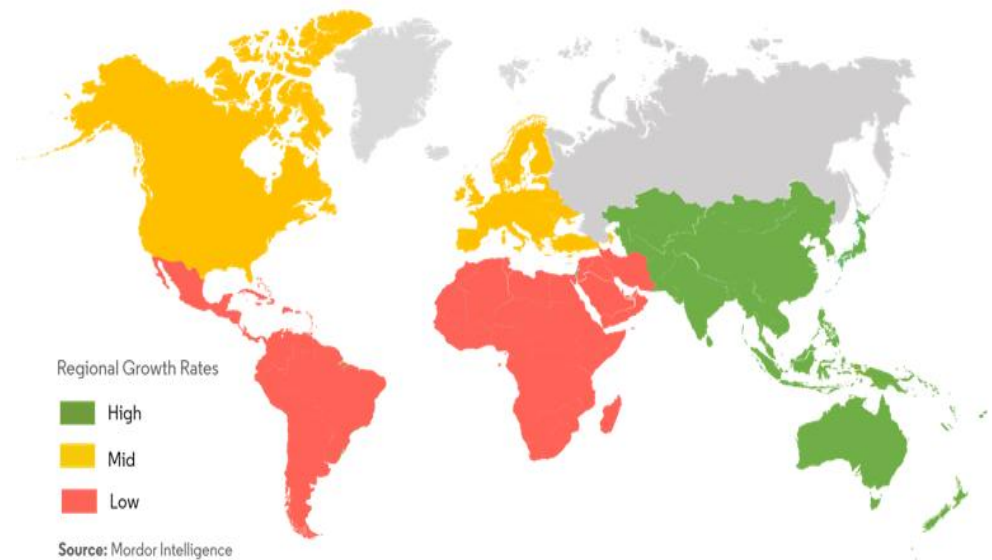 Regional Growth Rates
High
Mid
Low
Source: Mordor Intelligence